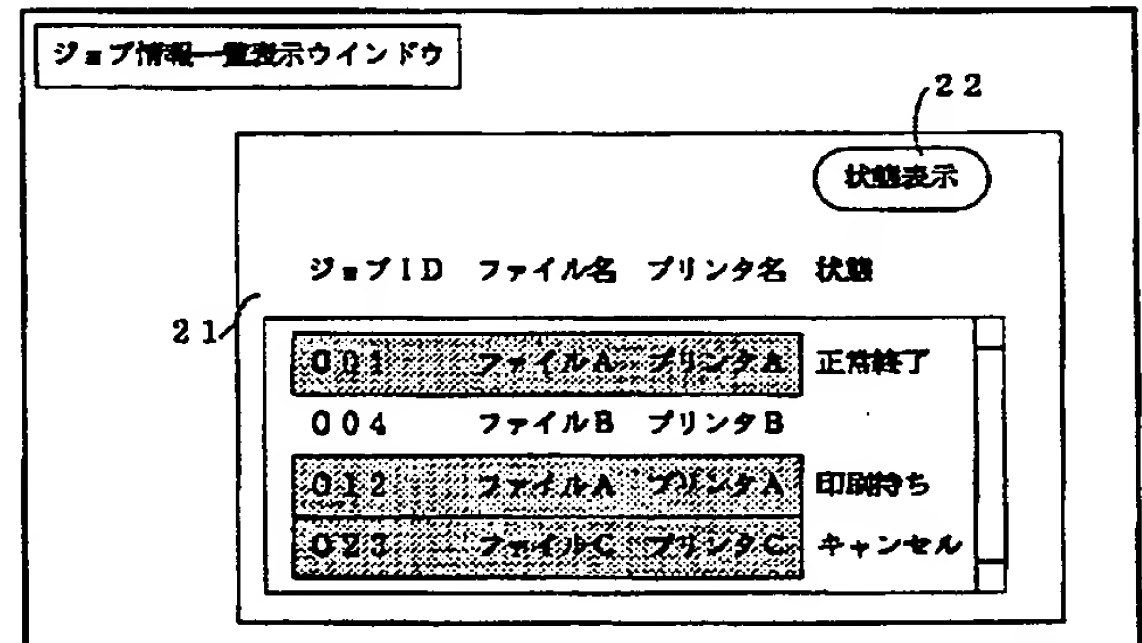 ジョブ情報一覧表示ウインドウ
22
状態表示
ジョブID ファイル名 プリンタ名 状態
21
001 ファイルA プリンタA 正常終了
004 ファイルB プリンタB
012 ファイルA プリンタA 印刷待ち
023 ファイルC プリンタC キャンセル